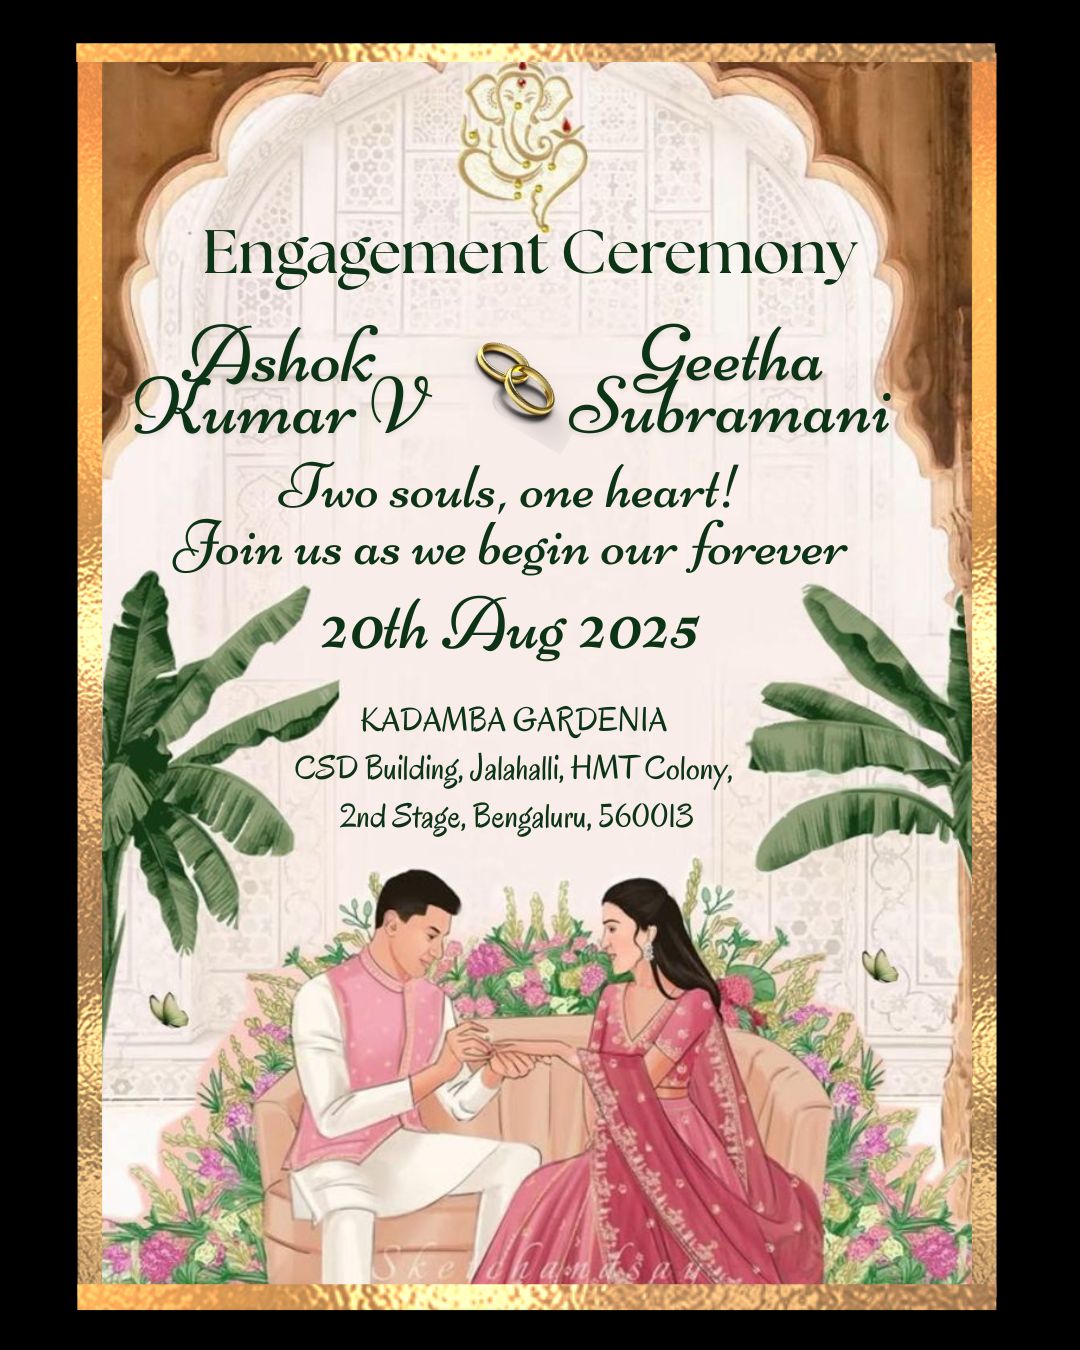 Engagement Ceremony
Ashok
Kumar V
Geetha
Subramani
Two souls, one heart!
Join us as we begin our forever
20th Aug 2025
KADAMBA GARDENIA
CSD Building, Jalahalli, HMT Colony,
2nd Stage, Bengaluru, 560013